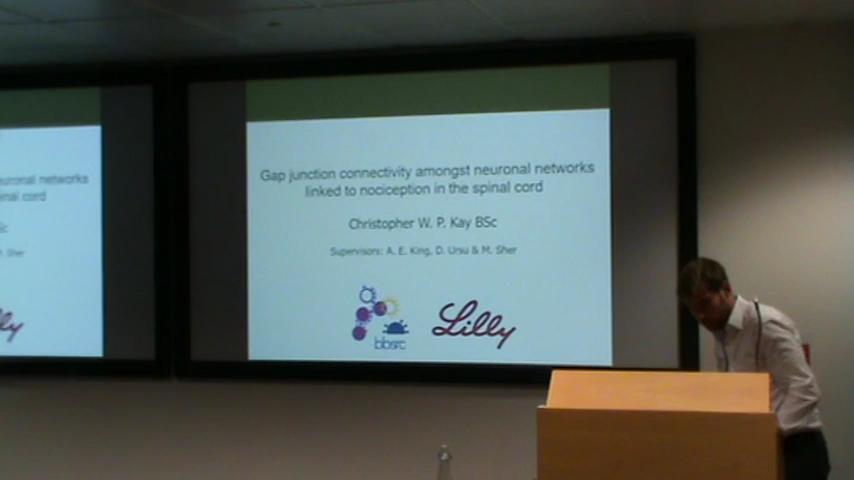 Gap junction connectivity amongst neuronal networks
linked to nociception in the spinal cord
Christopher W. P. Kay BSc
Supervisors: A. E. King, D. Ursu & M. Sher
bbsrc
Lilly
euronal networks
inal cord
Sc
M. Sher
lly